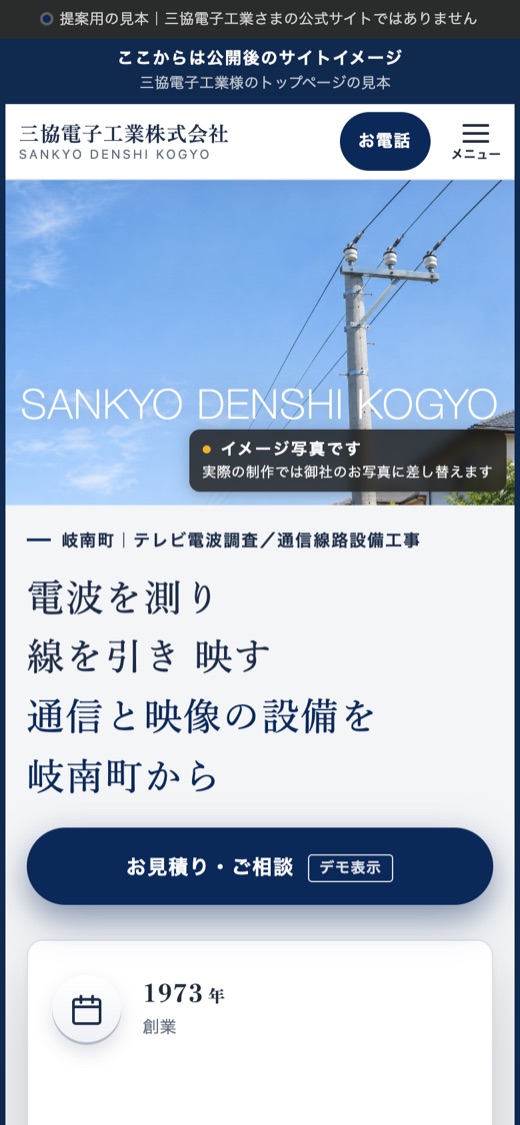 提案用の見本｜三協電子工業さまの公式サイトではありません
ここからは公開後のサイトイメージ
三協電子工業様のトップページの見本
三協電子工業株式会社
SANKYO DENSHI KOGYO
お電話
メニュー
SANKYO DENSHI KOGYO
イメージ写真です
実際の制作では御社のお写真に差し替えます
岐南町｜テレビ電波調査／通信線路設備工事
電波を測り
線を引き 映す
通信と映像の設備を
岐南町から
お見積り・ご相談 デモ表示
1973年
創業